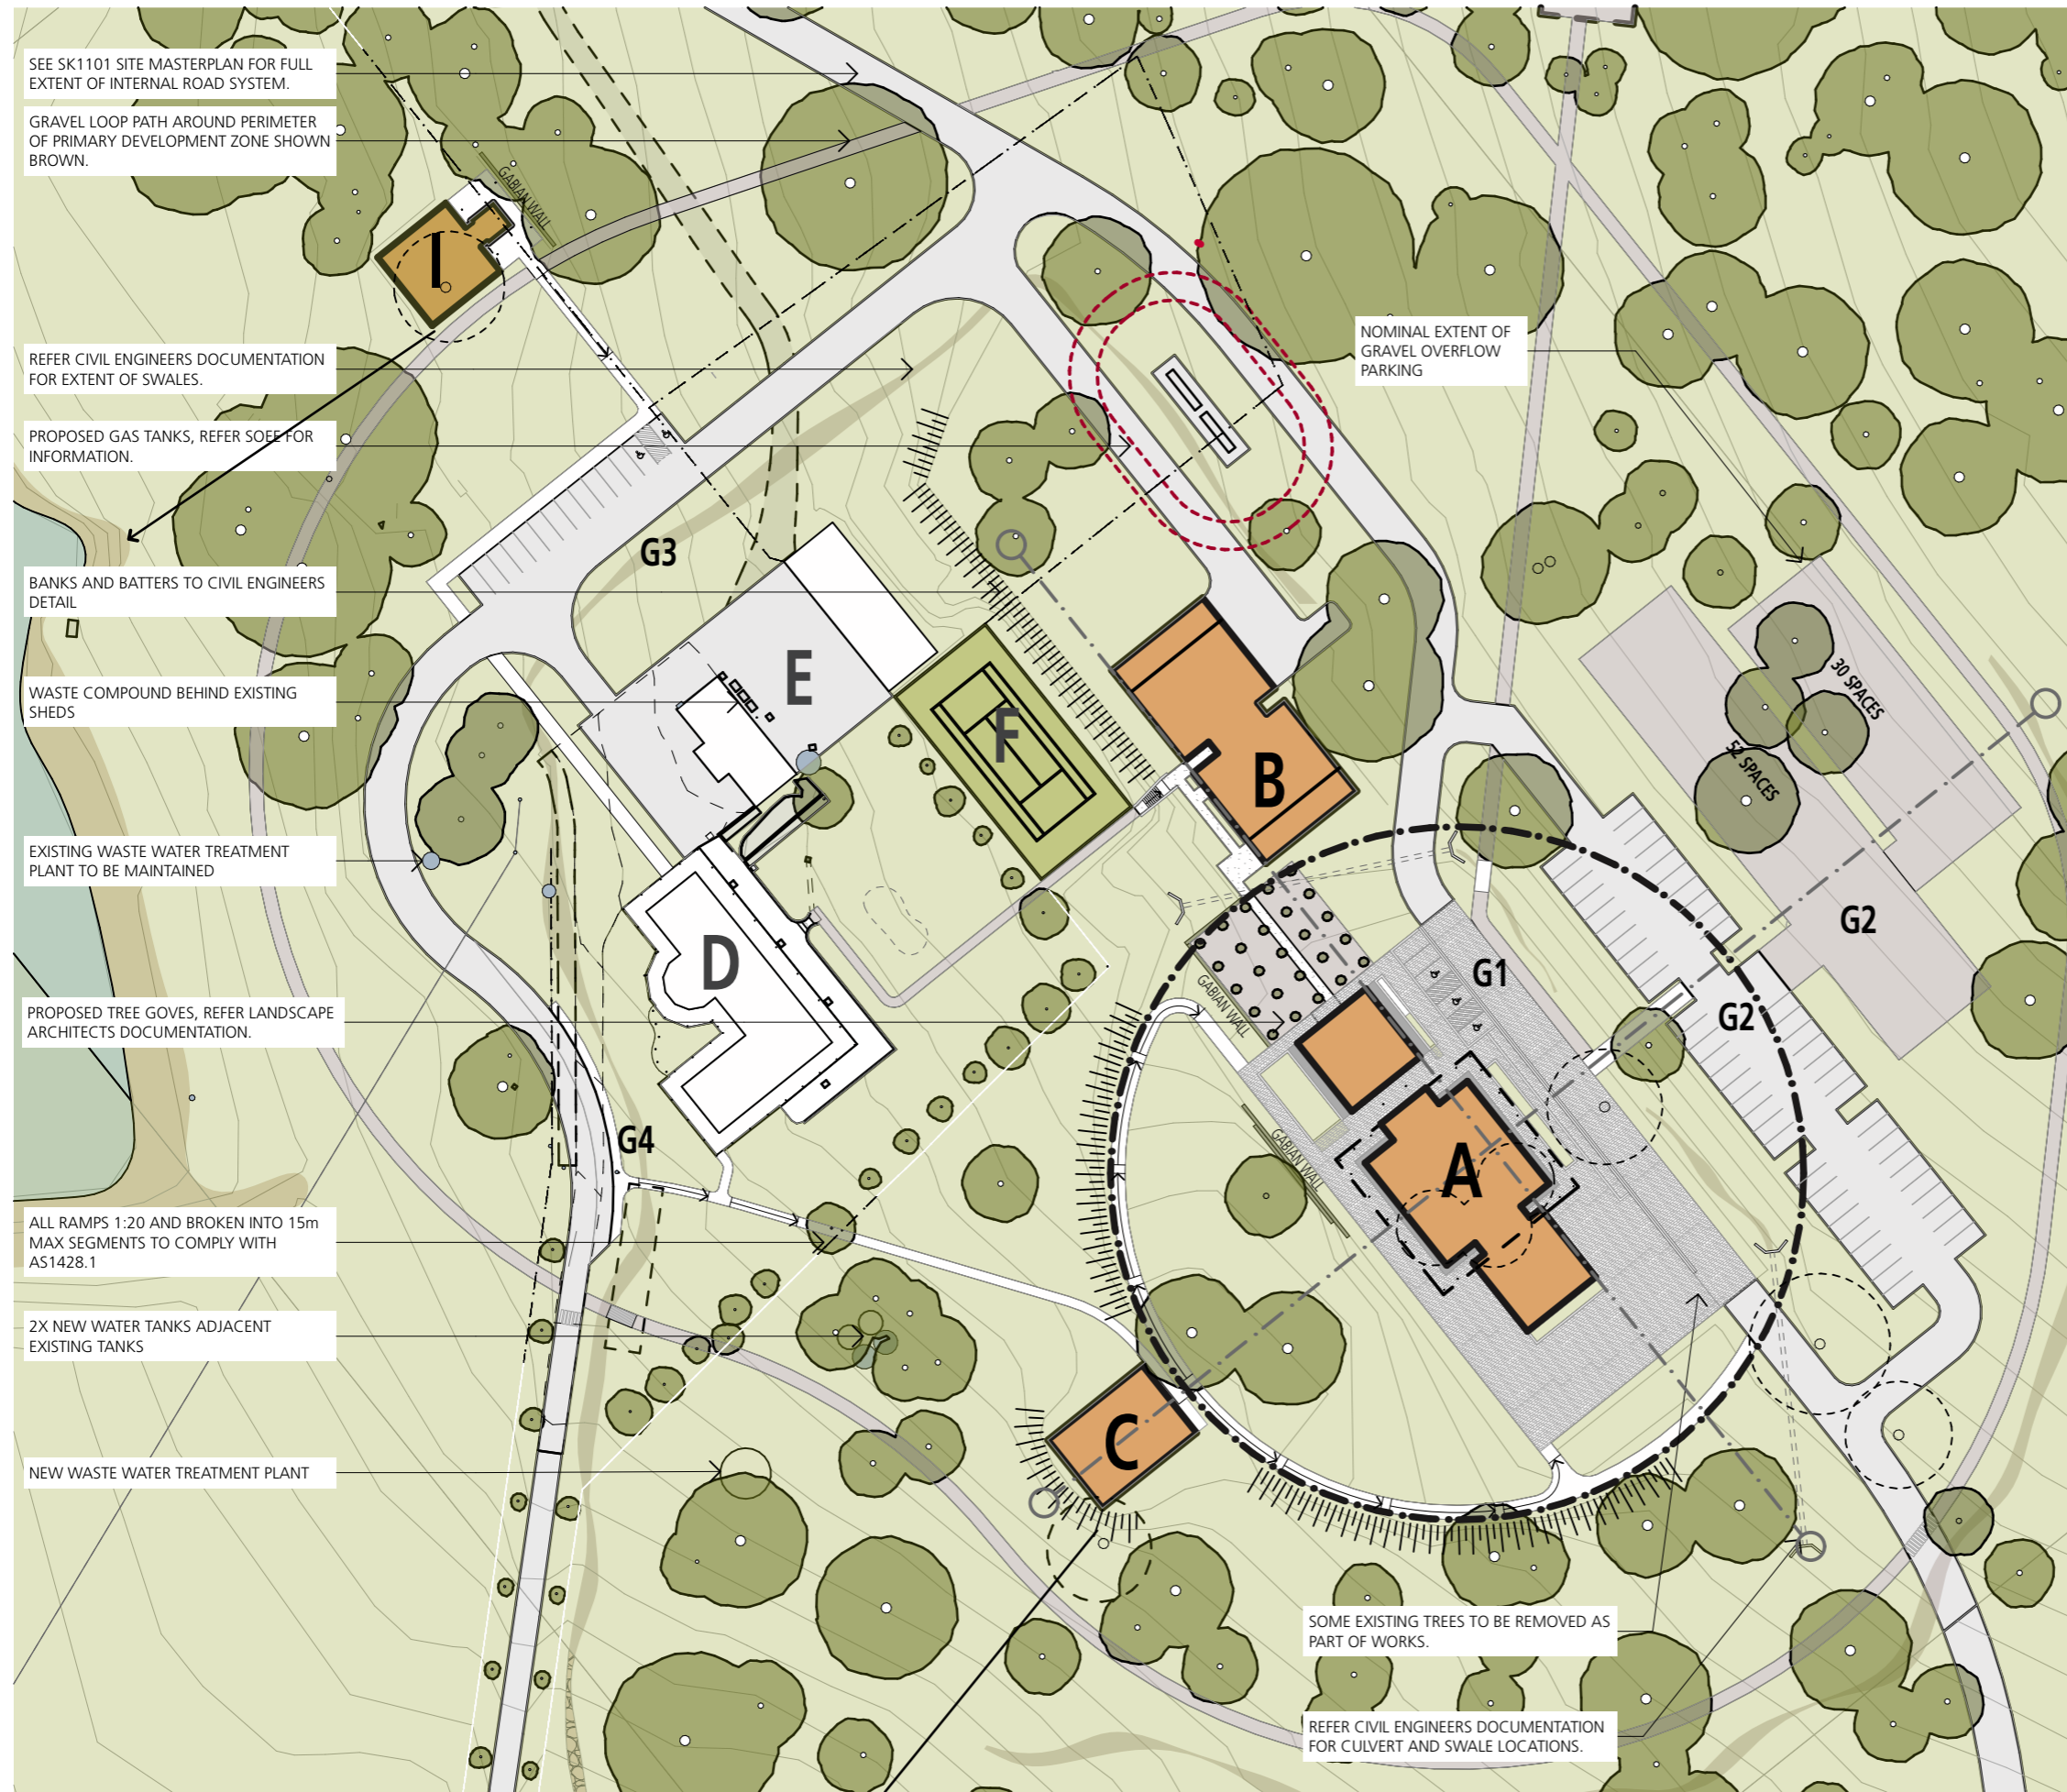 SEE SK1101 SITE MASTERPLAN FOR FULL
EXTENT OF INTERNAL ROAD SYSTEM.
GRAVEL LOOP PATH AROUND PERIMETER
OF PRIMARY DEVELOPMENT ZONE SHOWN
BROWN.
GABIAN WALL
I
REFER CIVIL ENGINEERS DOCUMENTATION
FOR EXTENT OF SWALES.
NOMINAL EXTENT OF
GRAVEL OVERFLOW
PARKING
PROPOSED GAS TANKS, REFER SOEE FOR
INFORMATION.
G3
BANKS AND BATTERS TO CIVIL ENGINEERS
DETAIL
WASTE COMPOUND BEHIND EXISTING
SHEDS
E
F
B
30 SPACES
52 SPACES
EXISTING WASTE WATER TREATMENT
PLANT TO BE MAINTAINED
D
G1
G2
G2
GABIAN WALL
PROPOSED TREE GOVES, REFER LANDSCAPE
ARCHITECTS DOCUMENTATION.
G4
GABIAN WALL
A
ALL RAMPS 1:20 AND BROKEN INTO 15m
MAX SEGMENTS TO COMPLY WITH
AS1428.1
2X NEW WATER TANKS ADJACENT
EXISTING TANKS
C
NEW WASTE WATER TREATMENT PLANT
SOME EXISTING TREES TO BE REMOVED AS
PART OF WORKS.
REFER CIVIL ENGINEERS DOCUMENTATION
FOR CULVERT AND SWALE LOCATIONS.